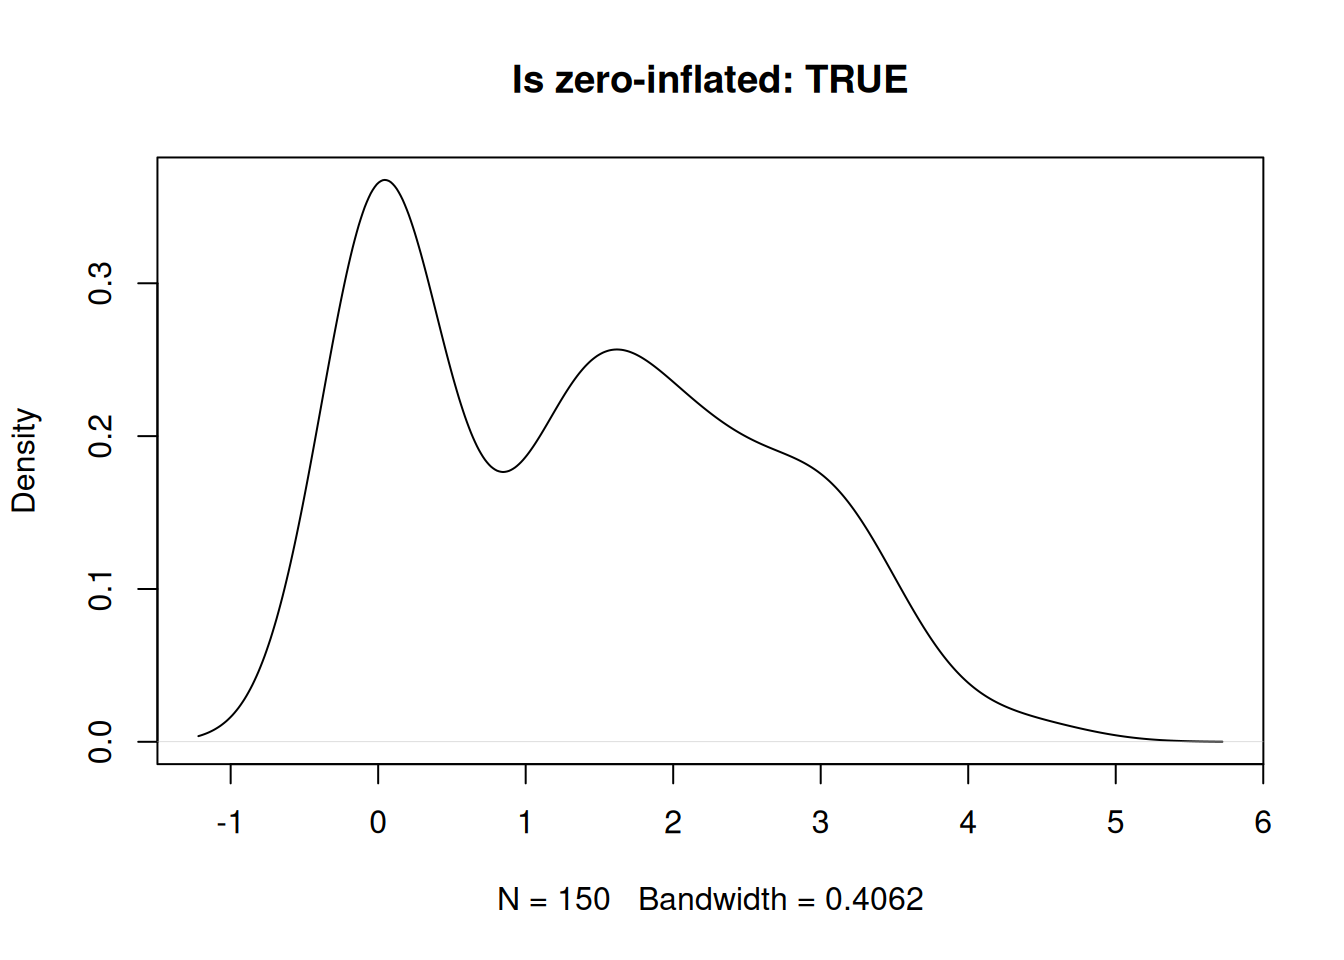 Is zero-inflated: TRUE
Density
0.3
0.2
0.1
0.0
-1 0 1 2 3 4 5 6
N = 150 Bandwidth = 0.4062